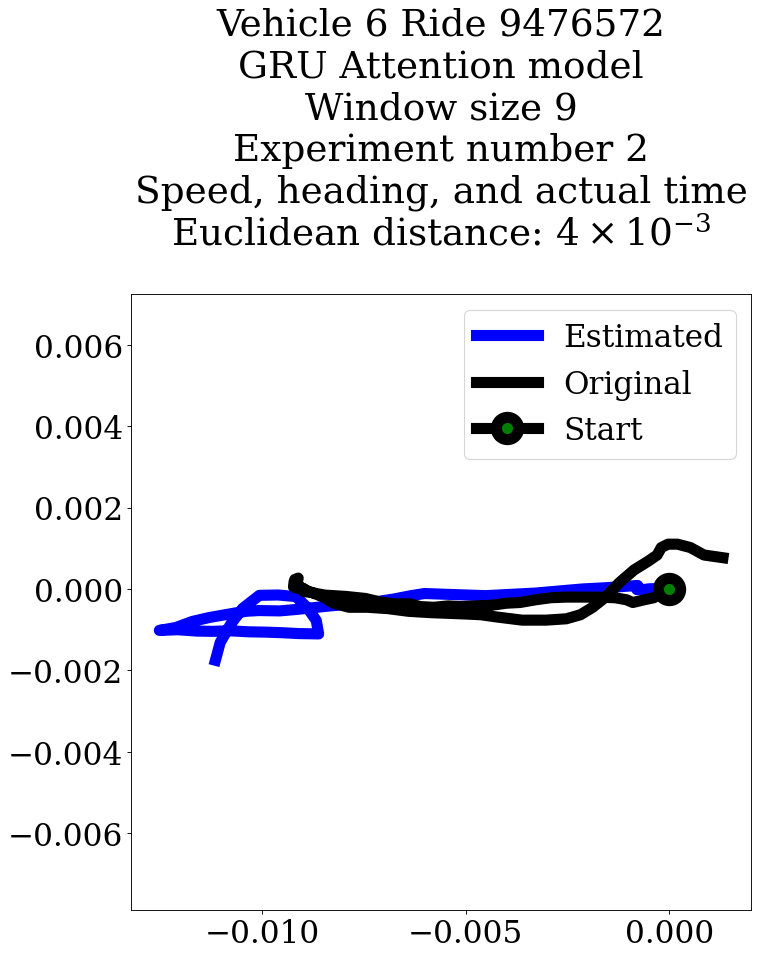 Vehicle 6 Ride 9476572
GRU Attention model
Window size 9
Experiment number 2
Speed, heading, and actual time
Euclidean distance: 4 × 10⁻³
Estimated
Original
Start
0.006
0.004
0.002
0.000
−0.002
−0.004
−0.006
−0.010
−0.005
0.000